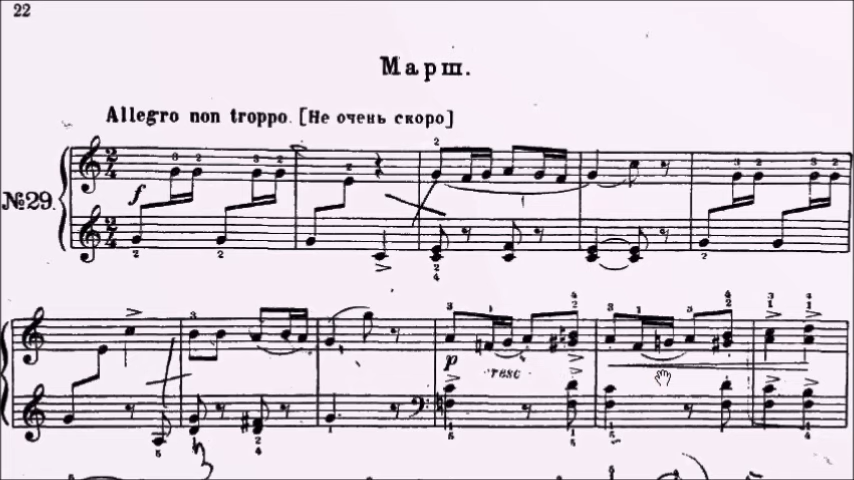 22
Марш.
Allegro non troppo. [Не очень скоро]
№29.
f
p
cresc